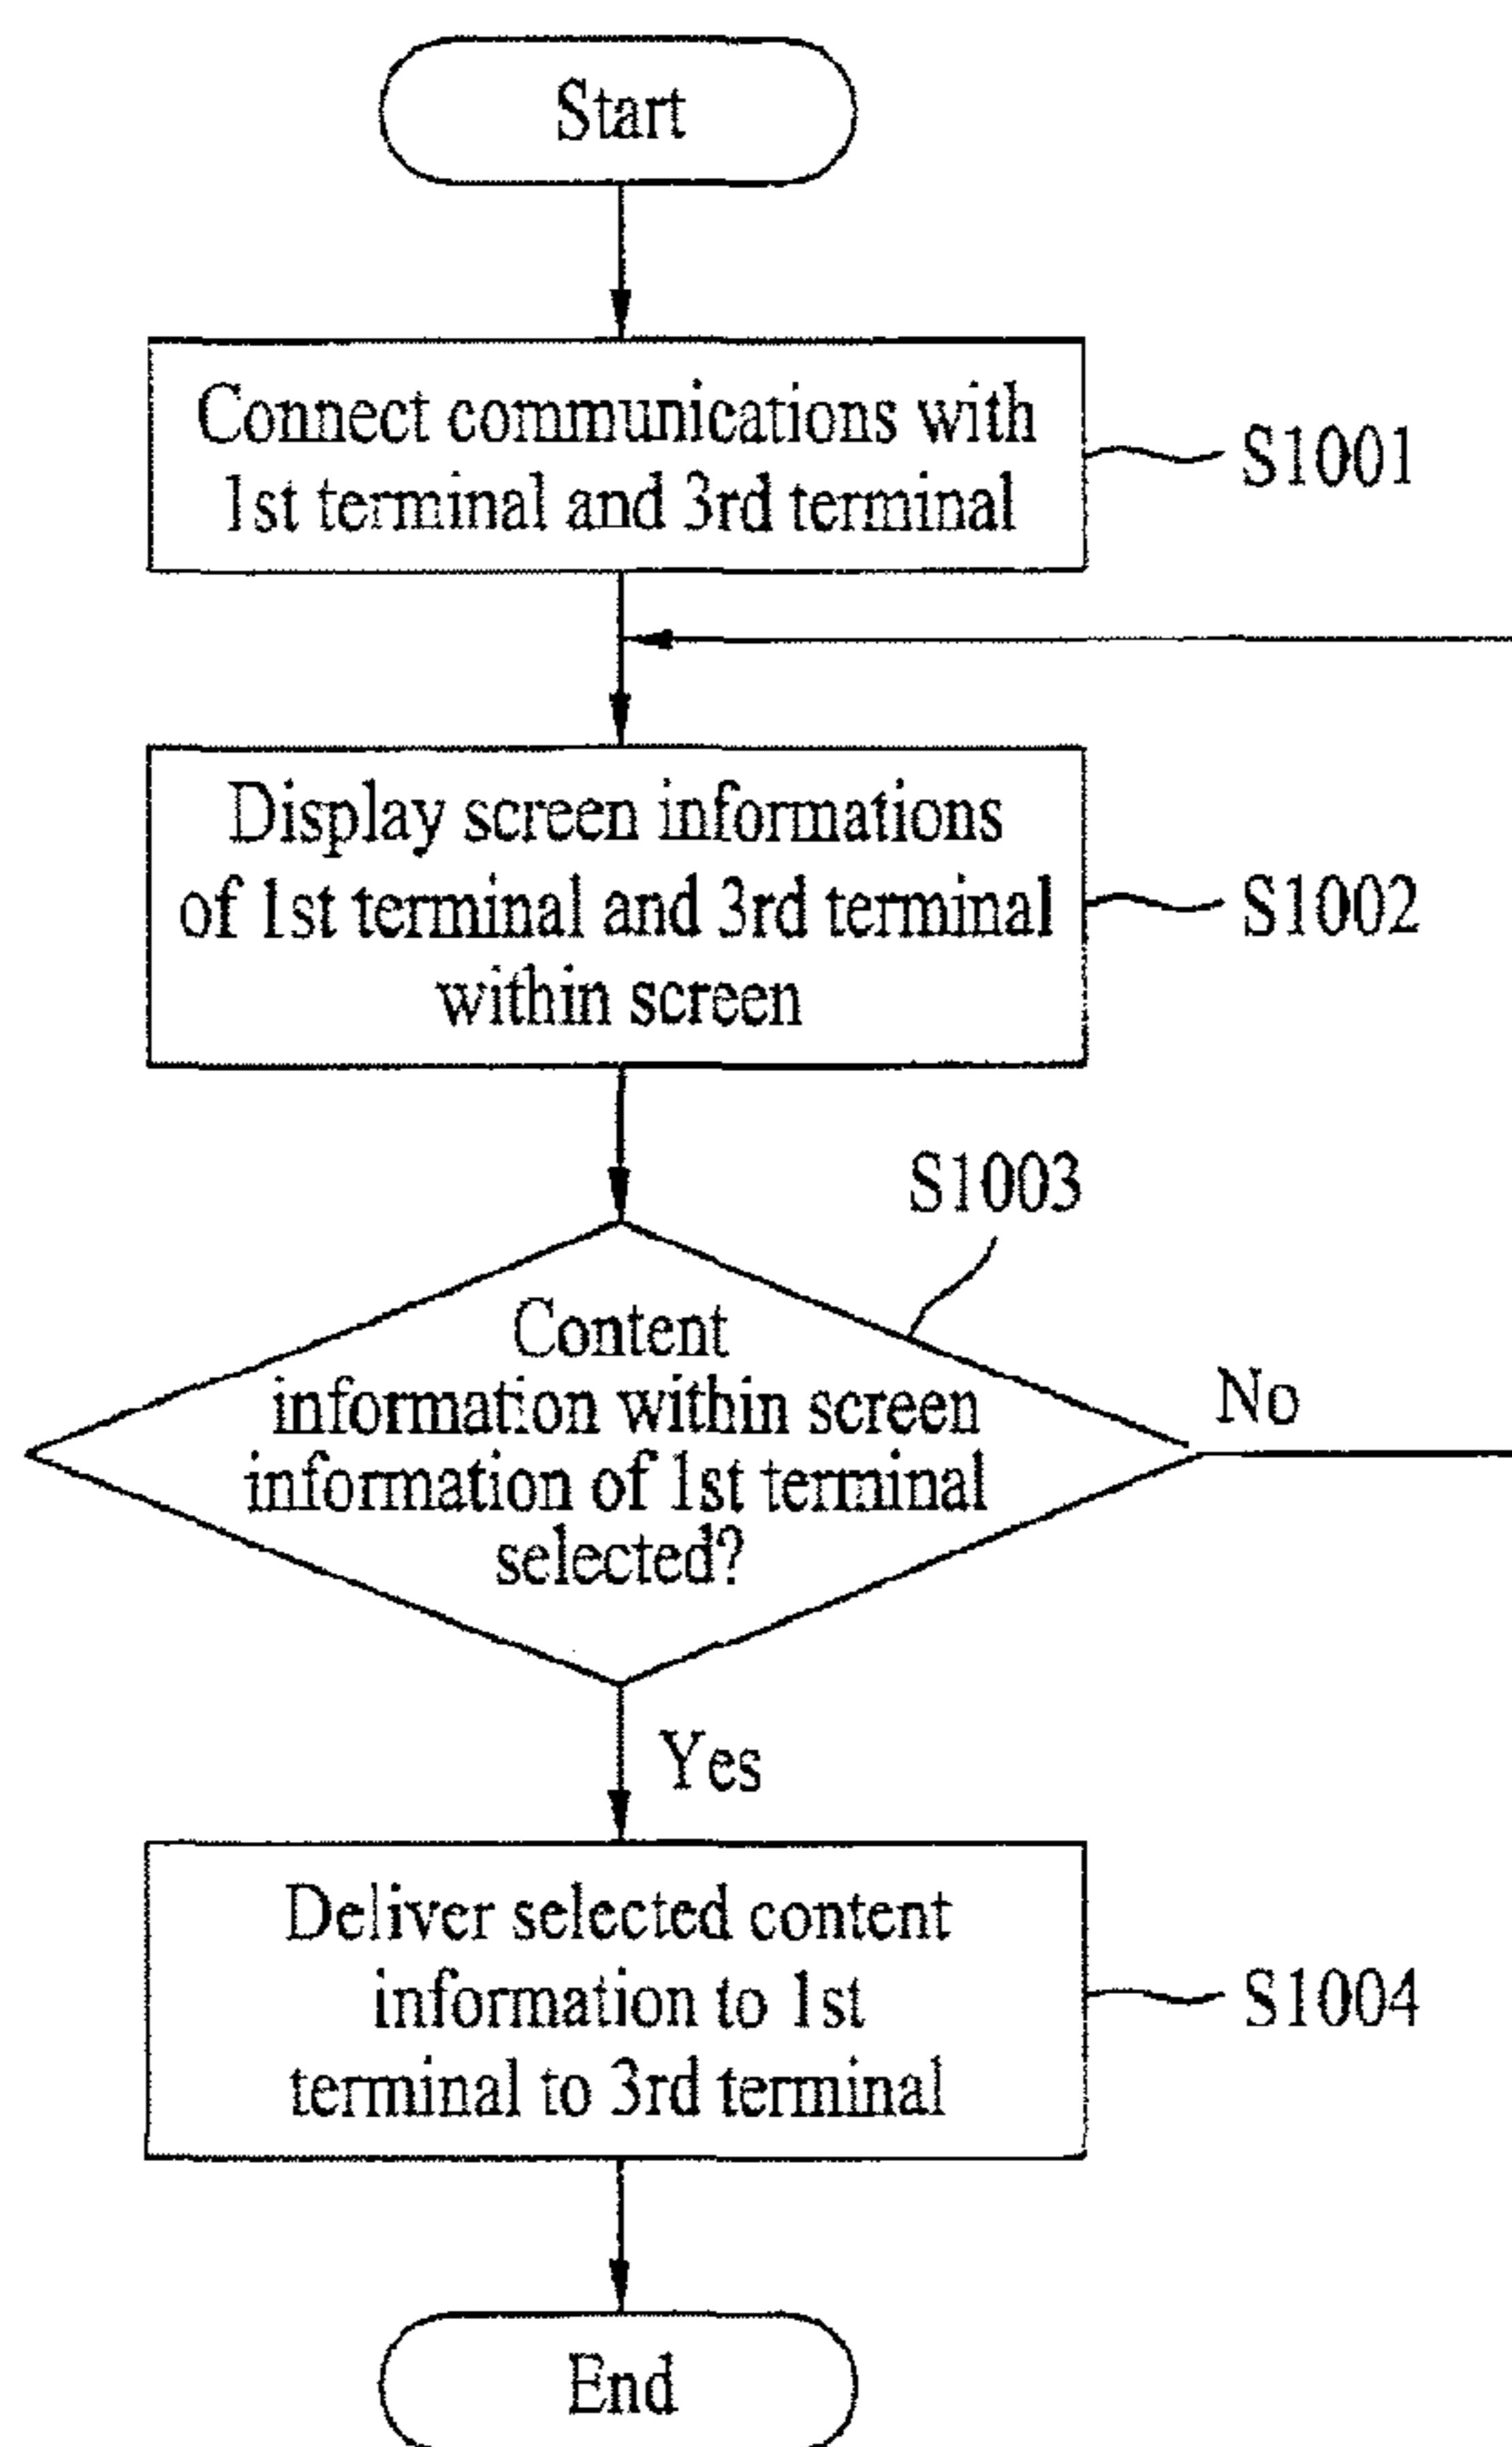 Start
Connect communications with
1st terminal and 3rd terminal
S1001
Display screen informations
of 1st terminal and 3rd terminal
within screen
S1002
S1003
Content
information within screen
information of 1st terminal
selected?
No
Yes
Deliver selected content
information to 1st
terminal to 3rd terminal
S1004
End